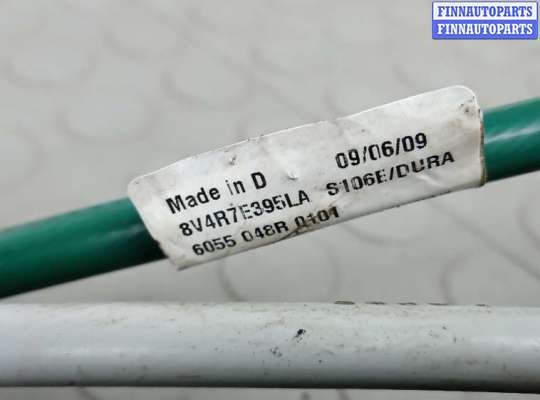 FINNAUTOPARTS
FINNAUTOPARTS
Made in D 09/06/09
8V4R7E395LA S106E/DURA
6055 048R 0101